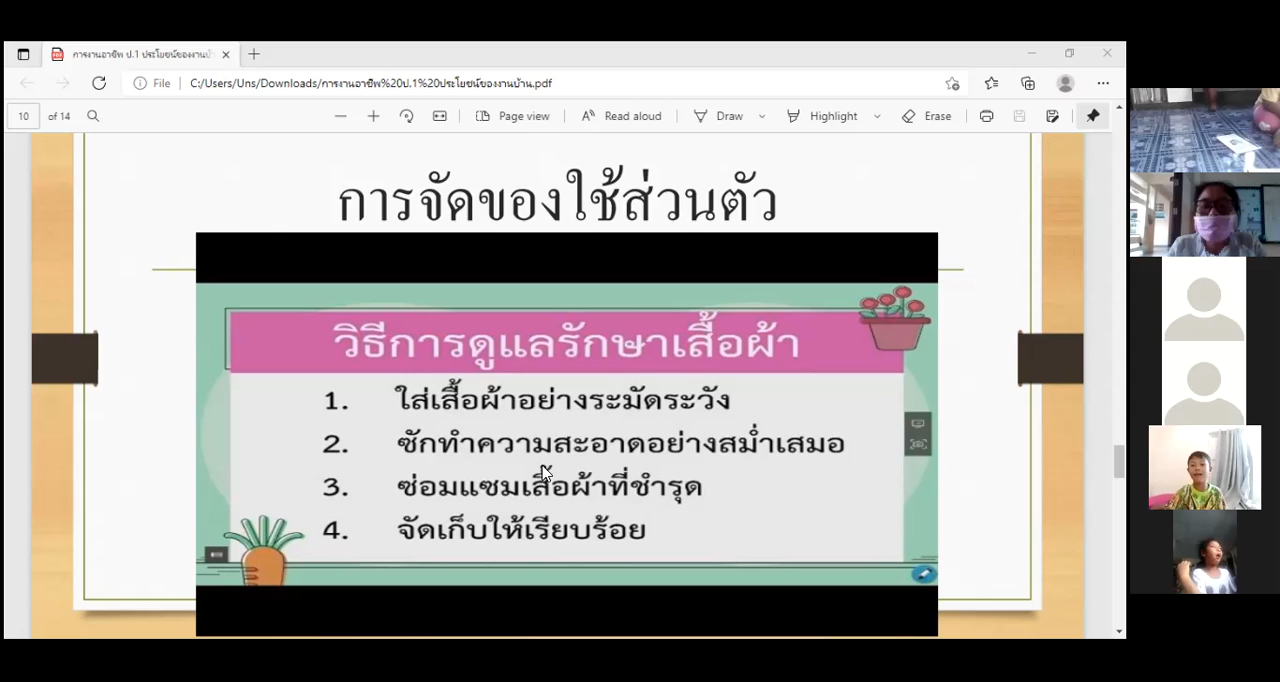 การงานอาชีพ ป.1 ประโยชน์ของงานบ้าน
File
C:/Users/Uns/Downloads/การงานอาชีพ%20ป.1%20ประโยชน์ของงานบ้าน.pdf
10 of 14
Page view
Read aloud
Draw
Highlight
Erase
การจัดของใช้ส่วนตัว
วิธีการดูแลรักษาเสื้อผ้า
1. ใส่เสื้อผ้าอย่างระมัดระวัง
2. ซักทำความสะอาดอย่างสม่ำเสมอ
3. ซ่อมแซมเสื้อผ้าที่ชำรุด
4. จัดเก็บให้เรียบร้อย